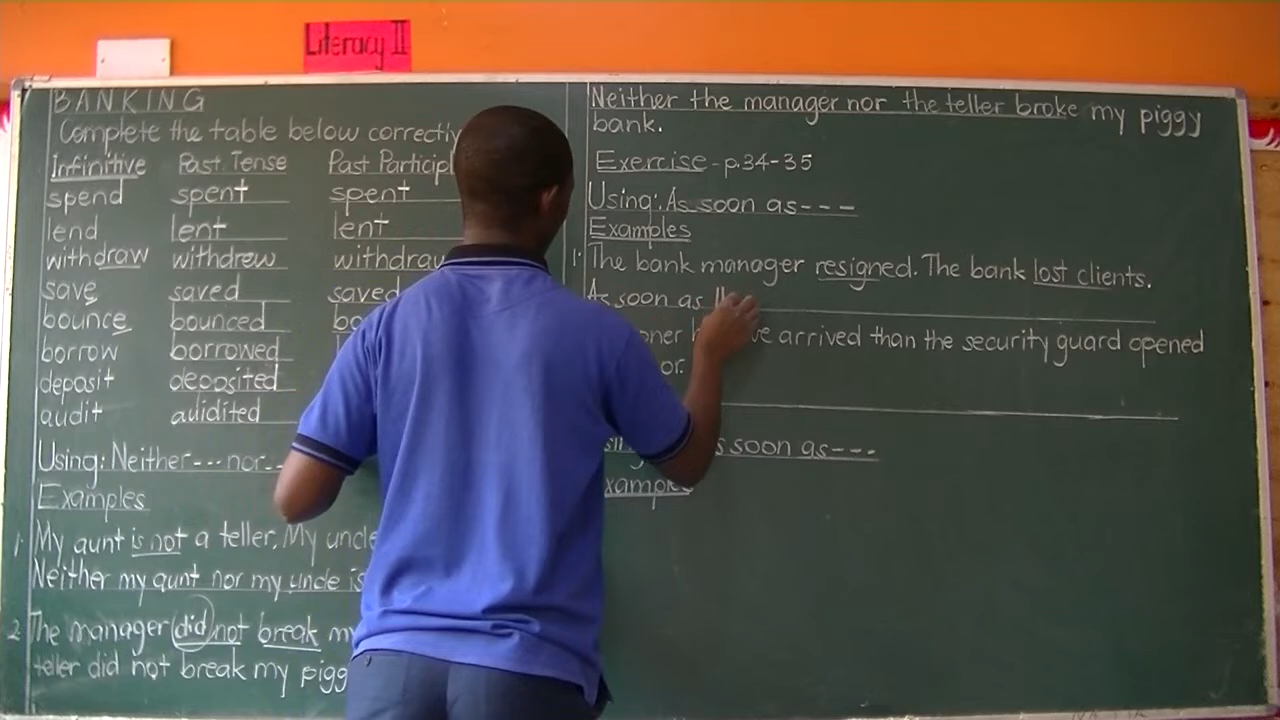 Literacy II
BANKING
Complete the table below correctly
Infinitive Past Tense Past Participl
spend spent spent
lend lent lent
withdraw withdrew withdraw
save saved saved
bounce bounced bo
borrow borrowed
deposit deposited
audit audited
Using: Neither --- nor --
Examples
1. My aunt is not a teller. My uncle
Neither my aunt nor my uncle is
2. The manager did not break my
teller did not break my pigg
Neither the manager nor the teller broke my piggy
bank.
Exercise - p.34-35
Using: As soon as ---
Examples
1. The bank manager resigned. The bank lost clients.
As soon as
oner arrived than the security guard opened
or.
s soon as ---
xamples